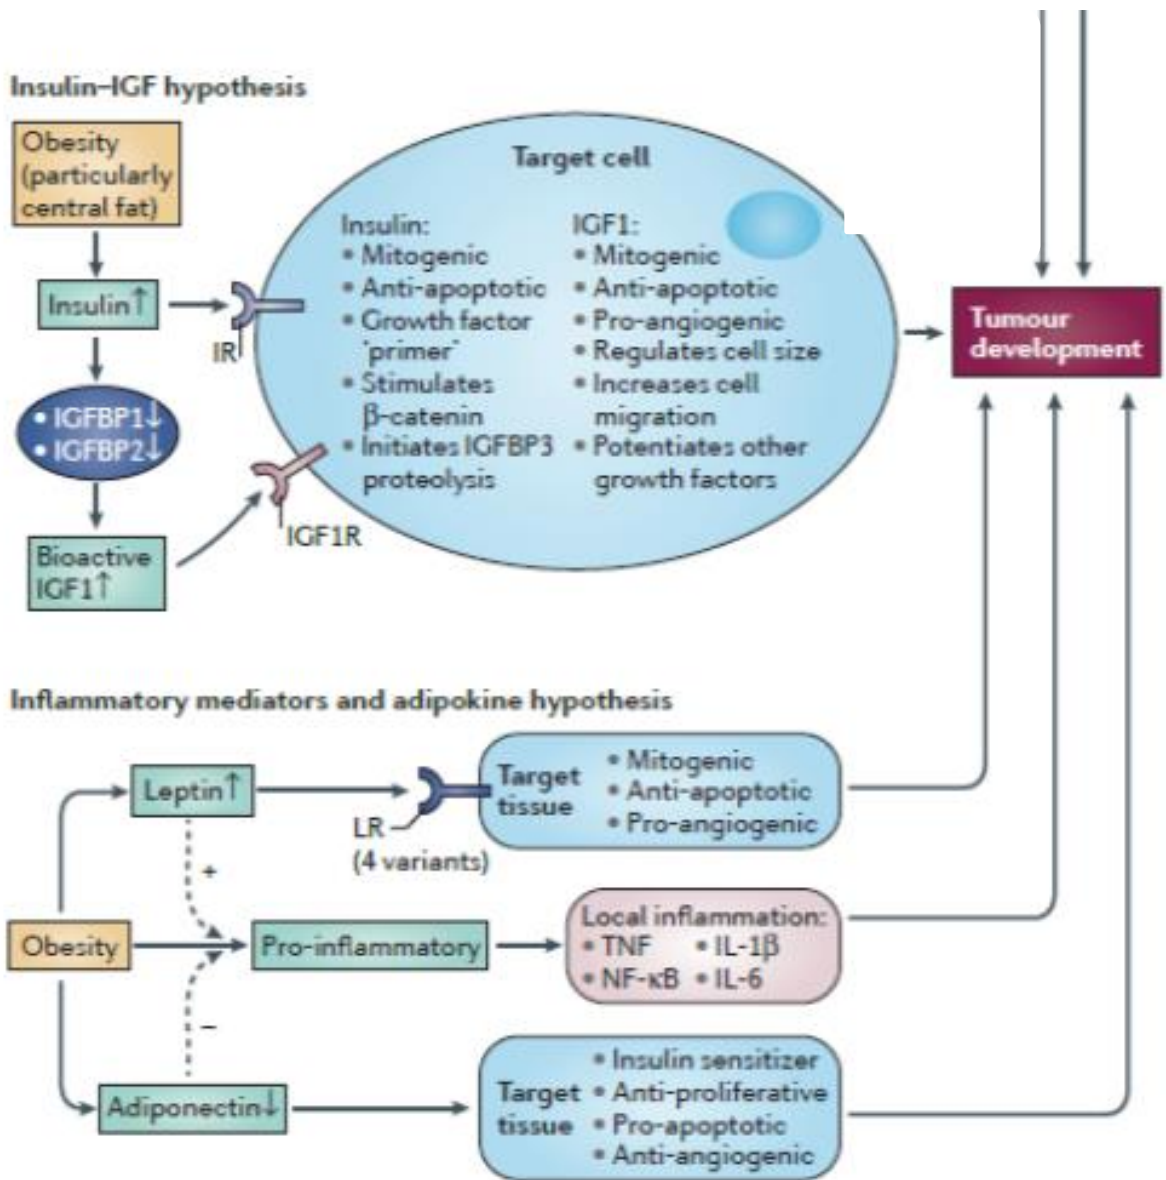 Insulin–IGF hypothesis
Obesity
(particularly
central fat)
Insulin↑
IR
• IGFBP1↓
• IGFBP2↓
Bioactive
IGF1↑
IGF1R
Target cell
Insulin:
• Mitogenic
• Anti-apoptotic
• Growth factor
'primer'
• Stimulates
β-catenin
• Initiates IGFBP3
proteolysis
IGF1:
• Mitogenic
• Anti-apoptotic
• Pro-angiogenic
• Regulates cell size
• Increases cell
migration
• Potentiates other
growth factors
Tumour
development
Inflammatory mediators and adipokine hypothesis
Leptin↑
LR
(4 variants)
Target
tissue
• Mitogenic
• Anti-apoptotic
• Pro-angiogenic
+
Obesity
Pro-inflammatory
Local inflammation:
• TNF • IL-1β
• NF-κB • IL-6
–
Adiponectin↓
Target
tissue
• Insulin sensitizer
• Anti-proliferative
• Pro-apoptotic
• Anti-angiogenic